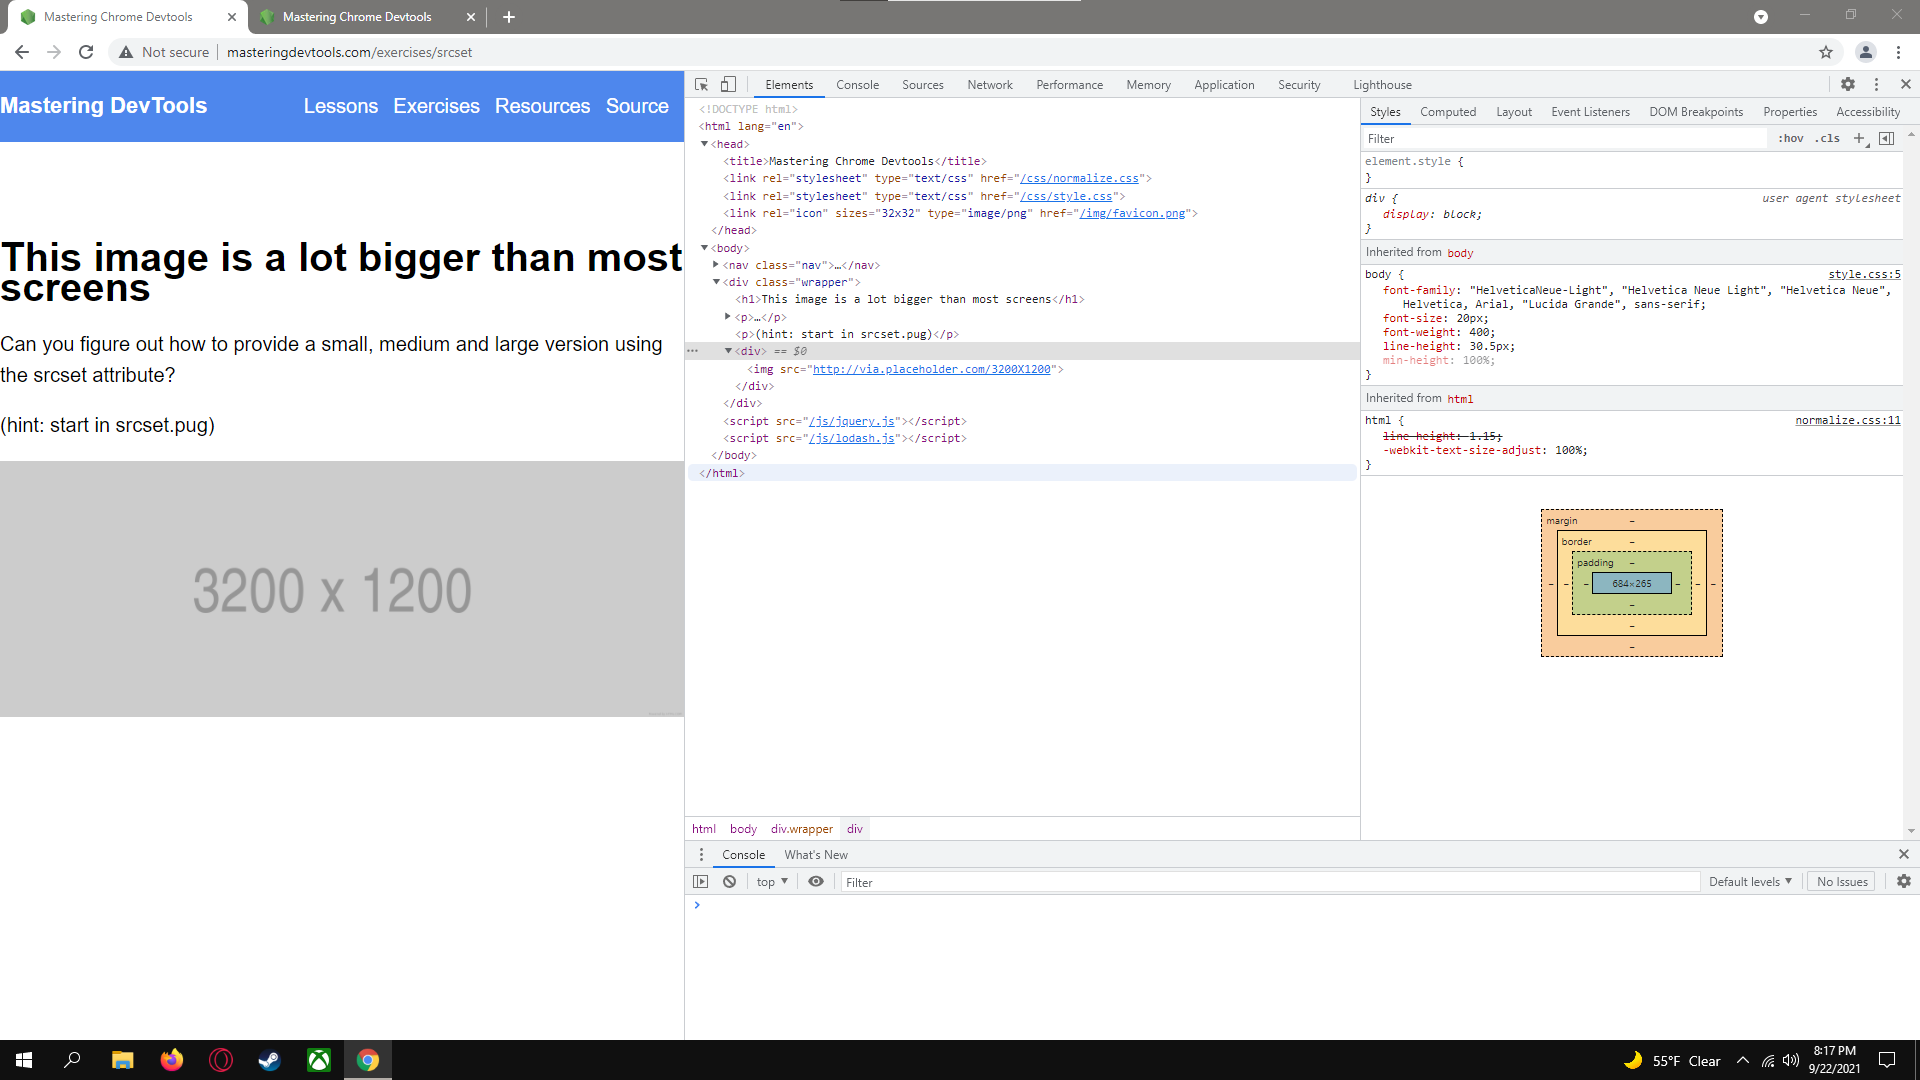 Mastering Chrome Devtools
Mastering Chrome Devtools
Not secure
masteringdevtools.com/exercises/srcset
Mastering DevTools
Lessons Exercises Resources Source
This image is a lot bigger than most
screens
Can you figure out how to provide a small, medium and large version using
the srcset attribute?
(hint: start in srcset.pug)
3200 x 1200
Elements Console Sources Network Performance Memory Application Security Lighthouse
<!DOCTYPE html>
<html lang="en">
<head>
<title>Mastering Chrome Devtools</title>
<link rel="stylesheet" type="text/css" href="/css/normalize.css">
<link rel="stylesheet" type="text/css" href="/css/style.css">
<link rel="icon" sizes="32x32" type="image/png" href="/img/favicon.png">
</head>
<body>
<nav class="nav">…</nav>
<div class="wrapper">
<h1>This image is a lot bigger than most screens</h1>
<p>…</p>
<p>(hint: start in srcset.pug)</p>
<div> == $0
<img src="http://via.placeholder.com/3200X1200">
</div>
</div>
<script src="/js/jquery.js"></script>
<script src="/js/lodash.js"></script>
</body>
</html>
html body div.wrapper div
Styles Computed Layout Event Listeners DOM Breakpoints Properties Accessibility
Filter :hov .cls +
element.style {
}
div { user agent stylesheet
display: block;
}
Inherited from body
body { style.css:5
font-family: "HelveticaNeue-Light", "Helvetica Neue Light", "Helvetica Neue",
Helvetica, Arial, "Lucida Grande", sans-serif;
font-size: 20px;
font-weight: 400;
line-height: 30.5px;
min-height: 100%;
}
Inherited from html
html { normalize.css:11
line-height: 1.15;
-webkit-text-size-adjust: 100%;
}
margin –
border –
padding –
– – – 684×265 – – –
–
–
–
Console What's New
top Filter Default levels No Issues
55°F Clear
8:17 PM
9/22/2021